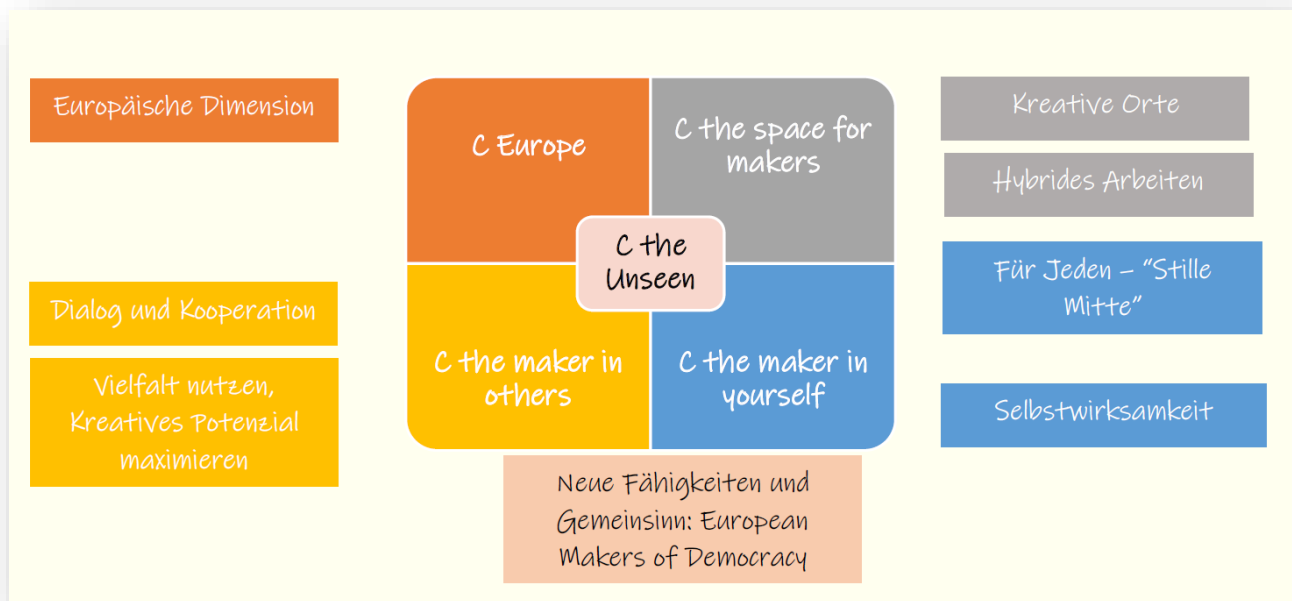 Europäische Dimension
Dialog und Kooperation
Vielfalt nutzen,
Kreatives Potenzial
maximieren
C Europe
C the space for
makers
C the
Unseen
C the maker in
others
C the maker in
yourself
Neue Fähigkeiten und
Gemeinsinn: European
Makers of Democracy
Kreative Orte
Hybrides Arbeiten
Für Jeden – "Stille
Mitte"
Selbstwirksamkeit